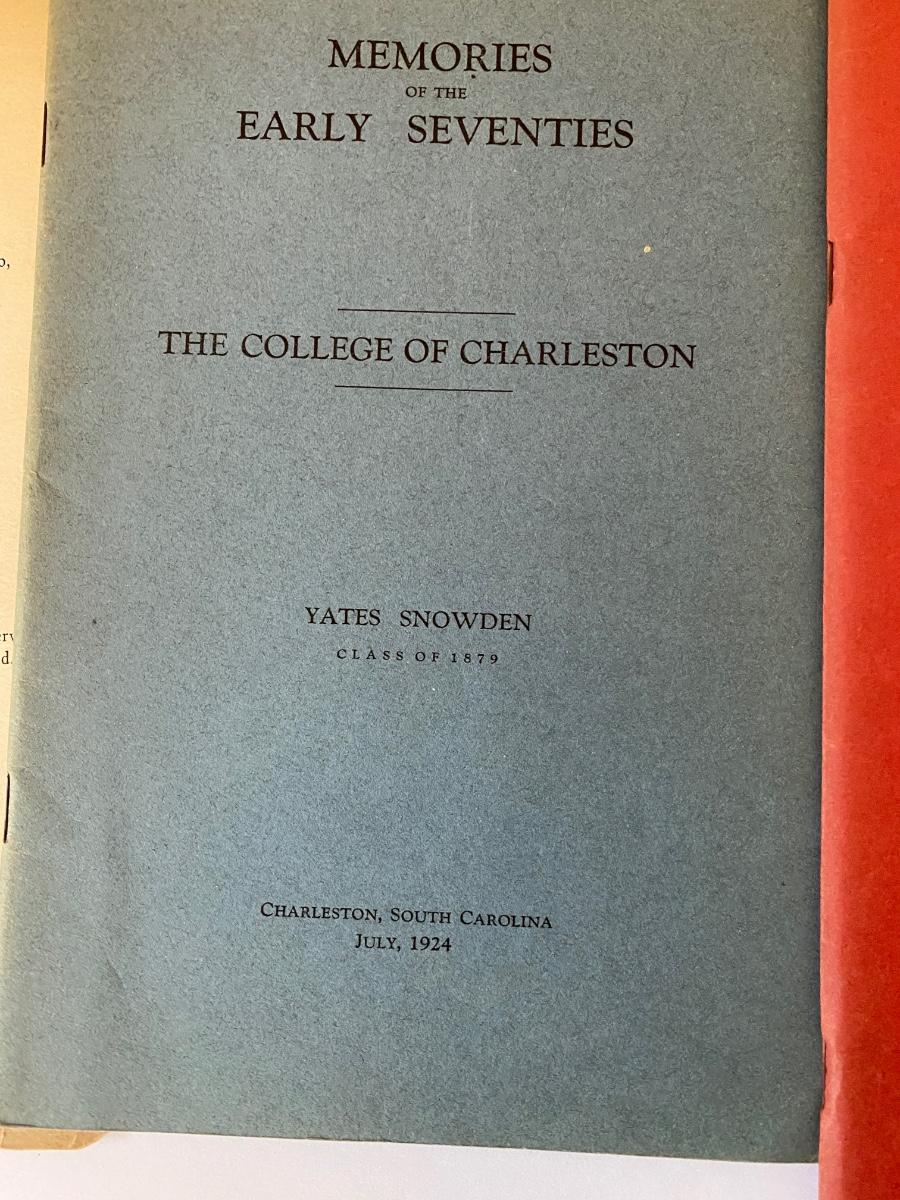 MEMORIES
OF THE
EARLY SEVENTIES
THE COLLEGE OF CHARLESTON
YATES SNOWDEN
CLASS OF 1879
CHARLESTON, SOUTH CAROLINA
JULY, 1924